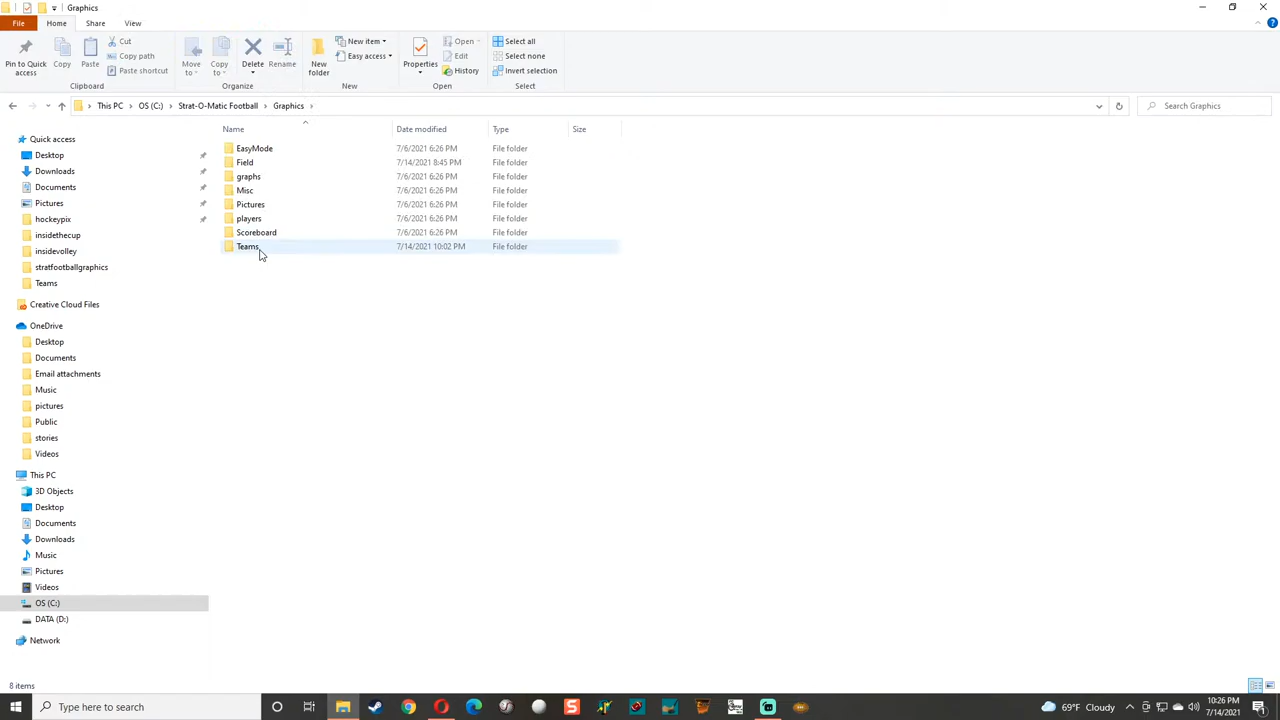 Graphics
File Home Share View
Pin to Quick access
Copy
Paste
Cut
Copy path
Paste shortcut
Clipboard
Move to
Copy to
Delete
Rename
Organize
New folder
New item
Easy access
New
Properties
Open
Edit
History
Open
Select all
Select none
Invert selection
Select
This PC > OS (C:) > Strat-O-Matic Football > Graphics >
Search Graphics
Name Date modified Type Size
EasyMode 7/6/2021 6:26 PM File folder
Field 7/14/2021 8:45 PM File folder
graphs 7/6/2021 6:26 PM File folder
Misc 7/6/2021 6:26 PM File folder
Pictures 7/6/2021 6:26 PM File folder
players 7/6/2021 6:26 PM File folder
Scoreboard 7/6/2021 6:26 PM File folder
Teams 7/14/2021 10:02 PM File folder
Quick access
Desktop
Downloads
Documents
Pictures
hockeypix
insidethecup
insidevolley
stratfootballgraphics
Teams
Creative Cloud Files
OneDrive
Desktop
Documents
Email attachments
Music
pictures
Public
stories
Videos
This PC
3D Objects
Desktop
Documents
Downloads
Music
Pictures
Videos
OS (C:)
DATA (D:)
Network
8 items
Type here to search
69°F Cloudy
10:26 PM
7/14/2021